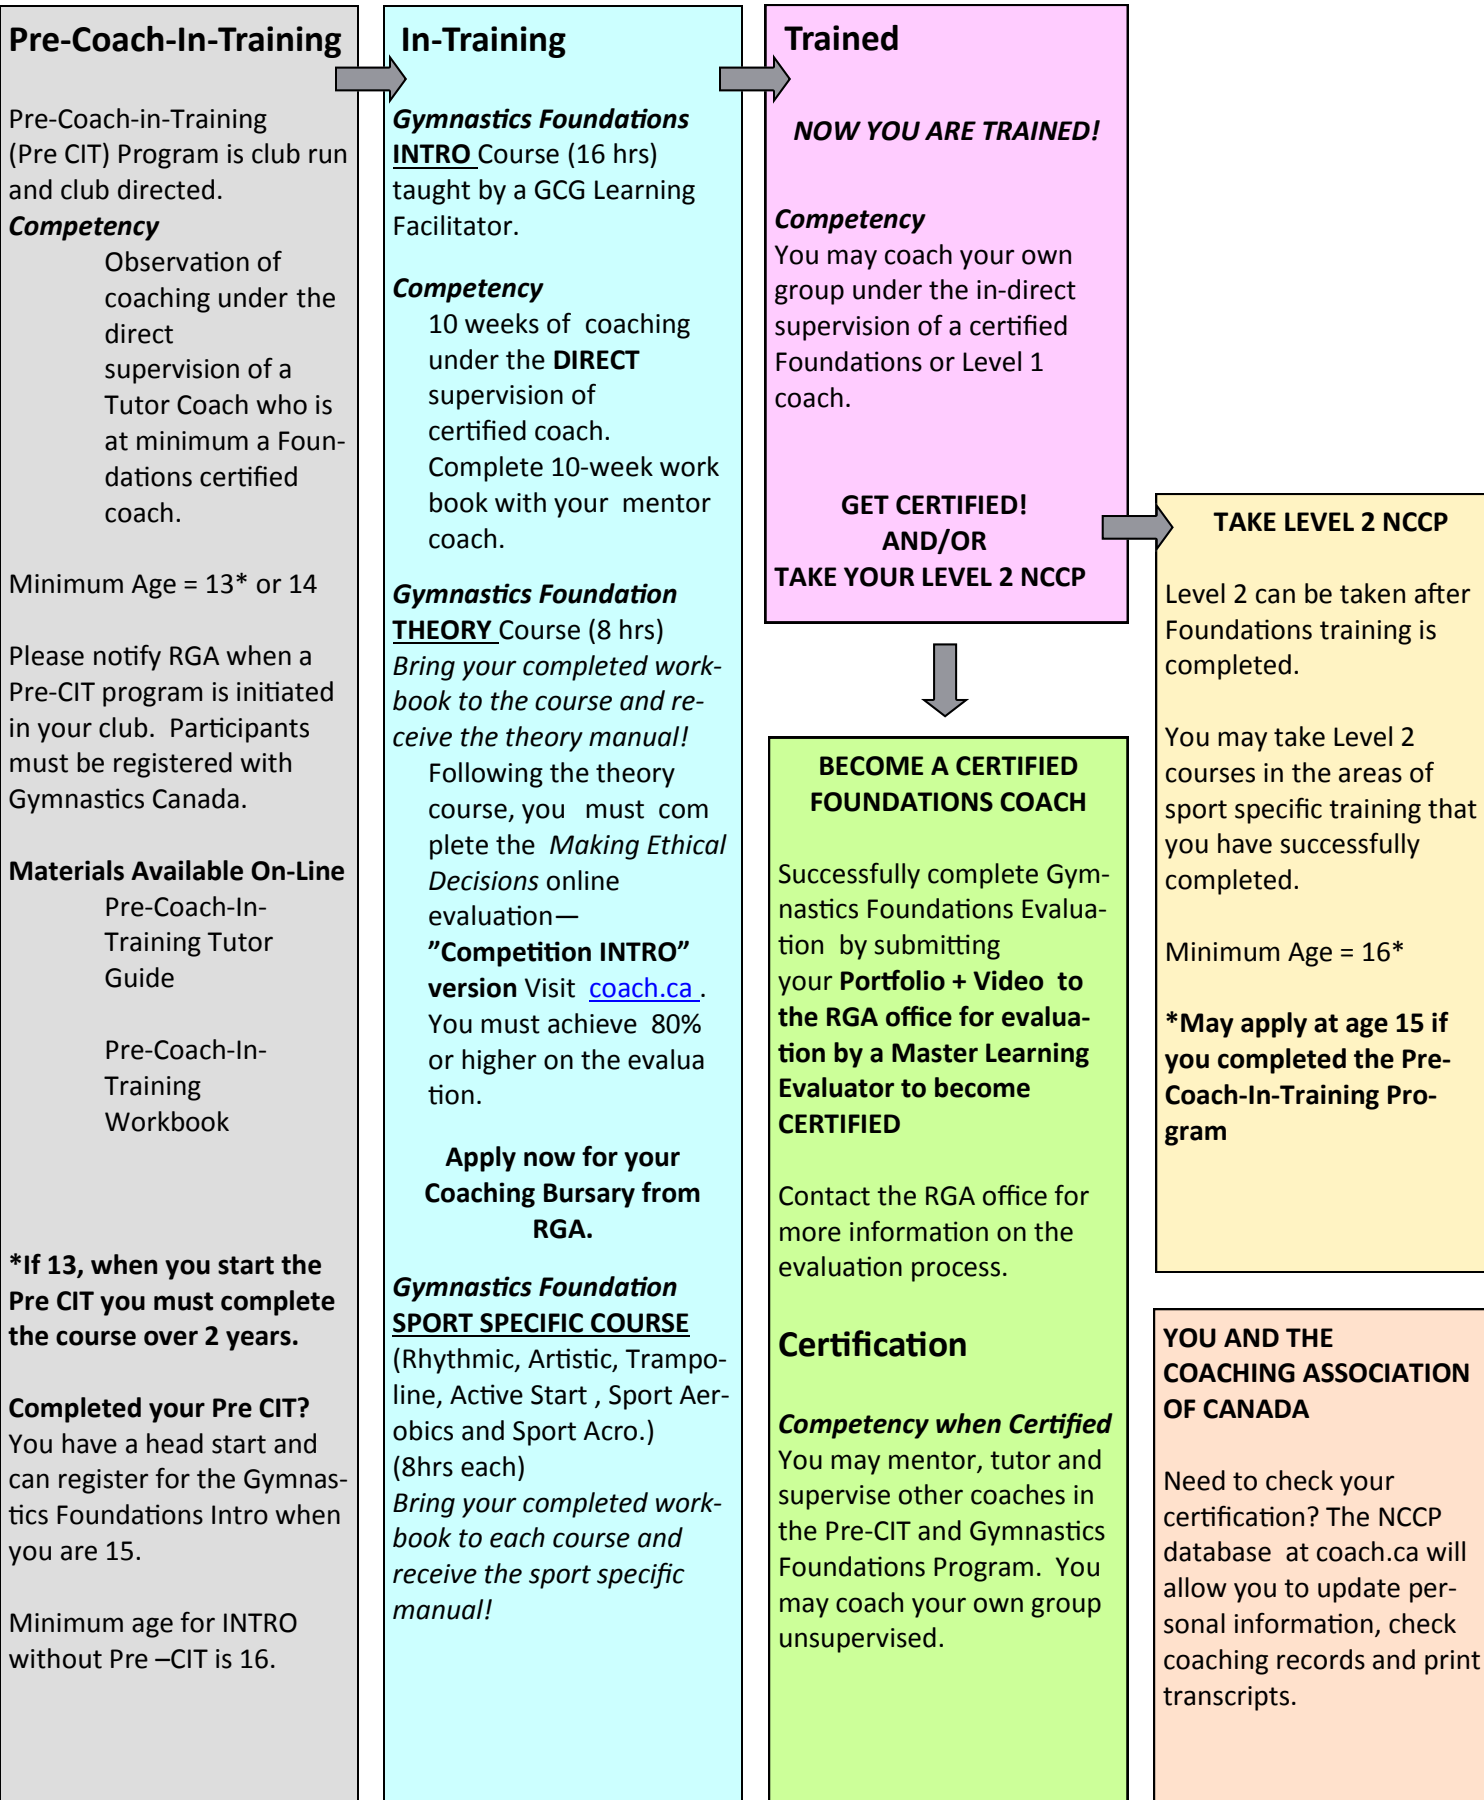 Pre-Coach-In-Training
Pre-Coach-in-Training
(Pre CIT) Program is club run
and club directed.
Competency
Observation of
coaching under the
direct
supervision of a
Tutor Coach who is
at minimum a Foun-
dations certified
coach.
Minimum Age = 13* or 14
Please notify RGA when a
Pre-CIT program is initiated
in your club.  Participants
must be registered with
Gymnastics Canada.
Materials Available On-Line
Pre-Coach-In-
Training Tutor
Guide
Pre-Coach-In-
Training
Workbook
*If 13, when you start the
Pre CIT you must complete
the course over 2 years.
Completed your Pre CIT?
You have a head start and
can register for the Gymnas-
tics Foundations Intro when
you are 15.
Minimum age for INTRO
without Pre –CIT is 16.
In-Training
Gymnastics Foundations
INTRO Course (16 hrs)
taught by a GCG Learning
Facilitator.
Competency
10 weeks of  coaching
under the DIRECT
supervision of
certified coach.
Complete 10-week work
book with your  mentor
coach.
Gymnastics Foundation
THEORY Course (8 hrs)
Bring your completed work-
book to the course and re-
ceive the theory manual!
Following the theory
course, you  must  com
plete the  Making Ethical
Decisions online
evaluation—
”Competition INTRO”
version Visit  coach.ca .
You must achieve  80%
or higher on the evalua
tion.
Apply now for your
Coaching Bursary from
RGA.
Gymnastics Foundation
SPORT SPECIFIC COURSE
(Rhythmic, Artistic, Trampo-
line, Active Start , Sport Aer-
obics and Sport Acro.)
(8hrs each)
Bring your completed work-
book to each course and
receive the sport specific
manual!
Trained
NOW YOU ARE TRAINED!
Competency
You may coach your own
group under the in-direct
supervision of a certified
Foundations or Level 1
coach.
GET CERTIFIED!
AND/OR
TAKE YOUR LEVEL 2 NCCP
BECOME A CERTIFIED
FOUNDATIONS COACH
Successfully complete Gym-
nastics Foundations Evalua-
tion  by submitting
your Portfolio + Video  to
the RGA office for evalua-
tion by a Master Learning
Evaluator to become
CERTIFIED
Contact the RGA office for
more information on the
evaluation process.
Certification
Competency when Certified
You may mentor, tutor and
supervise other coaches in
the Pre-CIT and Gymnastics
Foundations Program.  You
may coach your own group
unsupervised.
TAKE LEVEL 2 NCCP
Level 2 can be taken after
Foundations training is
completed.
You may take Level 2
courses in the areas of
sport specific training that
you have successfully
completed.
Minimum Age = 16*
*May apply at age 15 if
you completed the Pre-
Coach-In-Training Pro-
gram
YOU AND THE
COACHING ASSOCIATION
OF CANADA
Need to check your
certification? The NCCP
database  at coach.ca will
allow you to update per-
sonal information, check
coaching records and print
transcripts.